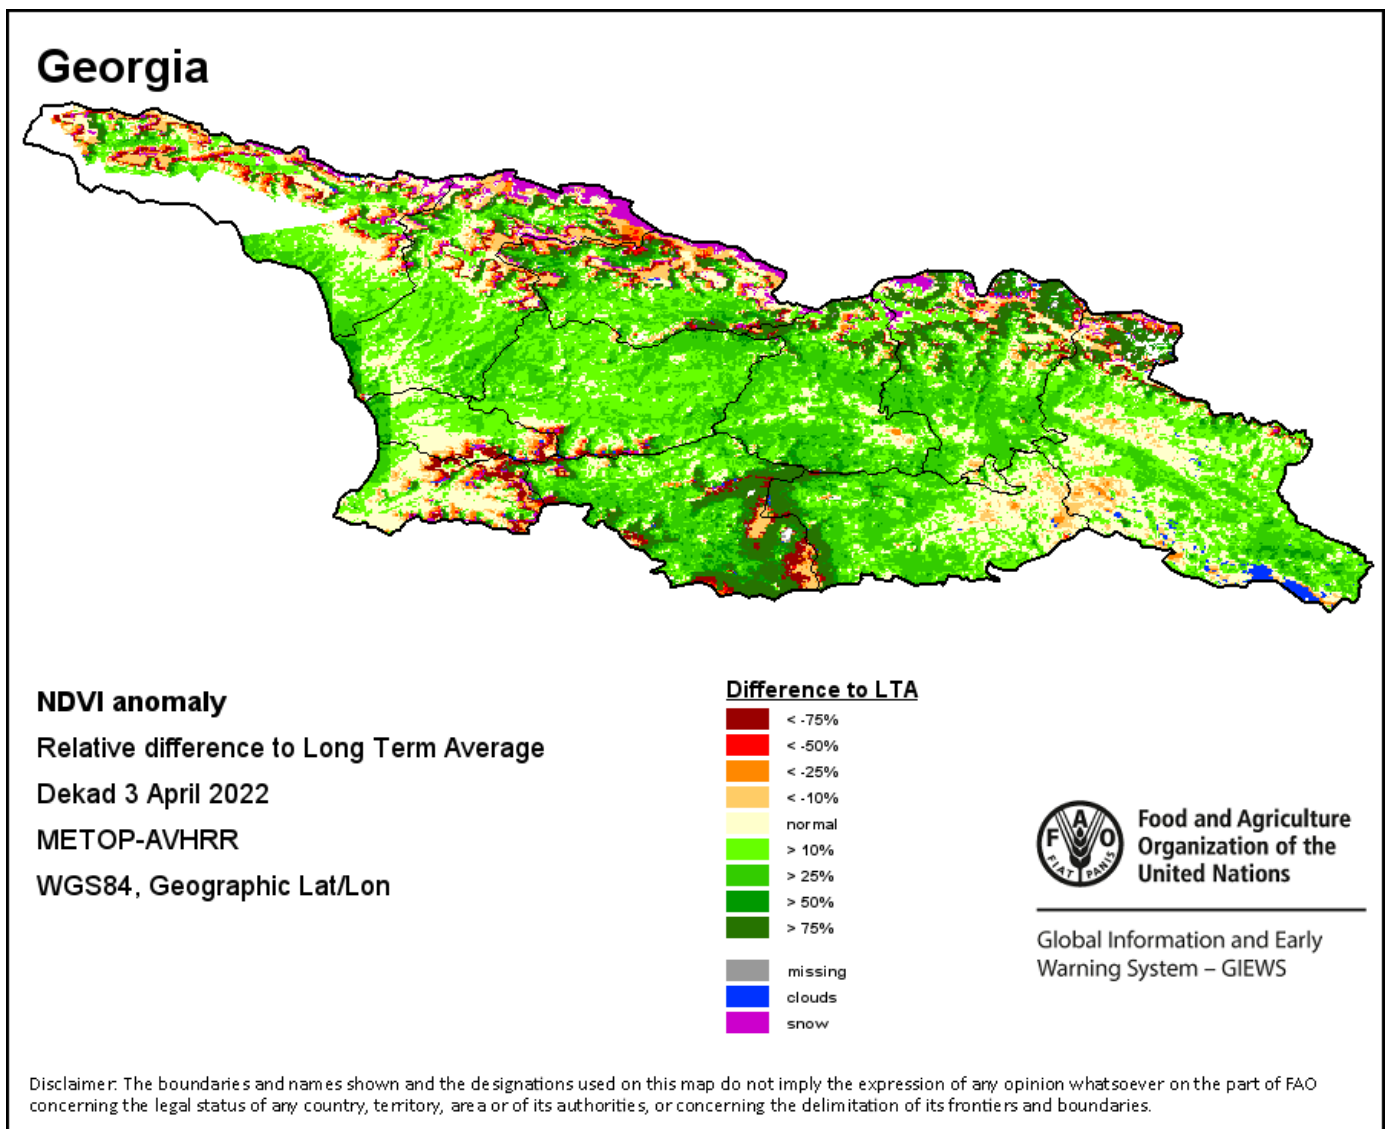 Georgia
NDVI anomaly
Relative difference to Long Term Average
Dekad 3 April 2022
METOP-AVHRR
WGS84, Geographic Lat/Lon
Difference to LTA
< -75%
< -50%
< -25%
< -10%
normal
> 10%
> 25%
> 50%
> 75%
missing
clouds
snow
F A O
FIAT PANIS
Food and Agriculture
Organization of the
United Nations
Global Information and Early
Warning System – GIEWS
Disclaimer: The boundaries and names shown and the designations used on this map do not imply the expression of any opinion whatsoever on the part of FAO
concerning the legal status of any country, territory, area or of its authorities, or concerning the delimitation of its frontiers and boundaries.